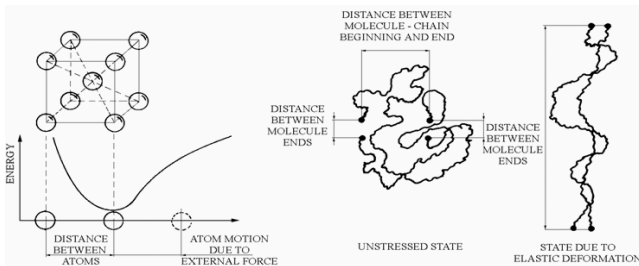 DISTANCE BETWEEN
MOLECULE - CHAIN
BEGINNING AND END
DISTANCE
BETWEEN
MOLECULE
ENDS
DISTANCE
BETWEEN
MOLECULE
ENDS
ENERGY
DISTANCE
BETWEEN
ATOMS
ATOM MOTION
DUE TO
EXTERNAL FORCE
UNSTRESSED STATE
STATE DUE TO
ELASTIC DEFORMATION